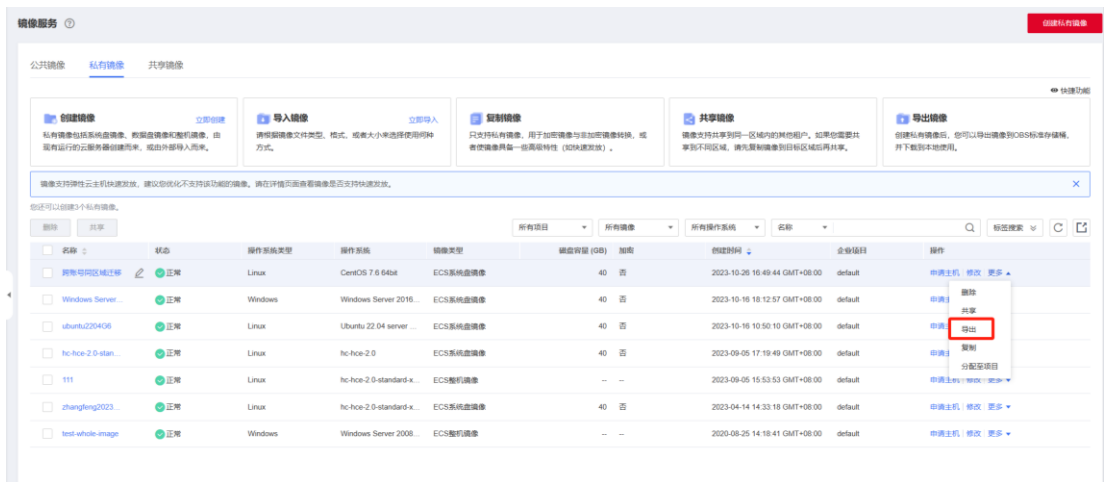 镜像服务
创建私有镜像
公共镜像 私有镜像 共享镜像
快捷功能
创建镜像 立即创建
私有镜像包括系统盘镜像、数据盘镜像和整机镜像，由
现有运行的云服务器创建而来，或由外部导入而来。
导入镜像 立即导入
请根据镜像文件类型、格式，或者大小来选择使用何种
方式。
复制镜像
只支持私有镜像，用于加密镜像与非加密镜像转换，或
者使镜像具备一些高级特性（如快速发放）。
共享镜像
镜像支持共享到同一区域内的其他租户。如果您需要共
享到不同区域，请先复制镜像到目标区域后再共享。
导出镜像
创建私有镜像后，您可以导出镜像到OBS标准存储桶，
并下载到本地使用。
镜像支持弹性云主机快速发放，建议您优化不支持该功能的镜像。请在详情页面查看镜像是否支持快速发放。
您还可以创建3个私有镜像。
删除 共享 所有项目 所有镜像 所有操作系统 名称 标签搜索
名称 状态 操作系统类型 操作系统 镜像类型 磁盘容量 (GB) 加密 创建时间 企业项目 操作
跨账号同区域迁移 正常 Linux CentOS 7.6 64bit ECS系统盘镜像 40 否 2023-10-26 16:49:44 GMT+08:00 default 申请主机 修改 更多
Windows Server... 正常 Windows Windows Server 2016... ECS系统盘镜像 40 否 2023-10-16 18:12:57 GMT+08:00 default
ubuntu2204G6 正常 Linux Ubuntu 22.04 server ... ECS系统盘镜像 40 否 2023-10-16 10:50:10 GMT+08:00 default
hc-hce-2.0-stan... 正常 Linux hc-hce-2.0 ECS系统盘镜像 40 否 2023-09-05 17:19:49 GMT+08:00 default
111 正常 Linux hc-hce-2.0-standard-x... ECS整机镜像 -- -- 2023-09-05 15:53:53 GMT+08:00 default 申请主机 修改 更多
zhangfeng2023... 正常 Linux hc-hce-2.0-standard-x... ECS系统盘镜像 40 否 2023-04-14 14:33:18 GMT+08:00 default 申请主机 修改 更多
test-whole-image 正常 Windows Windows Server 2008... ECS整机镜像 -- -- 2020-08-25 14:18:41 GMT+08:00 default 申请主机 修改 更多
删除
共享
导出
复制
分配至项目